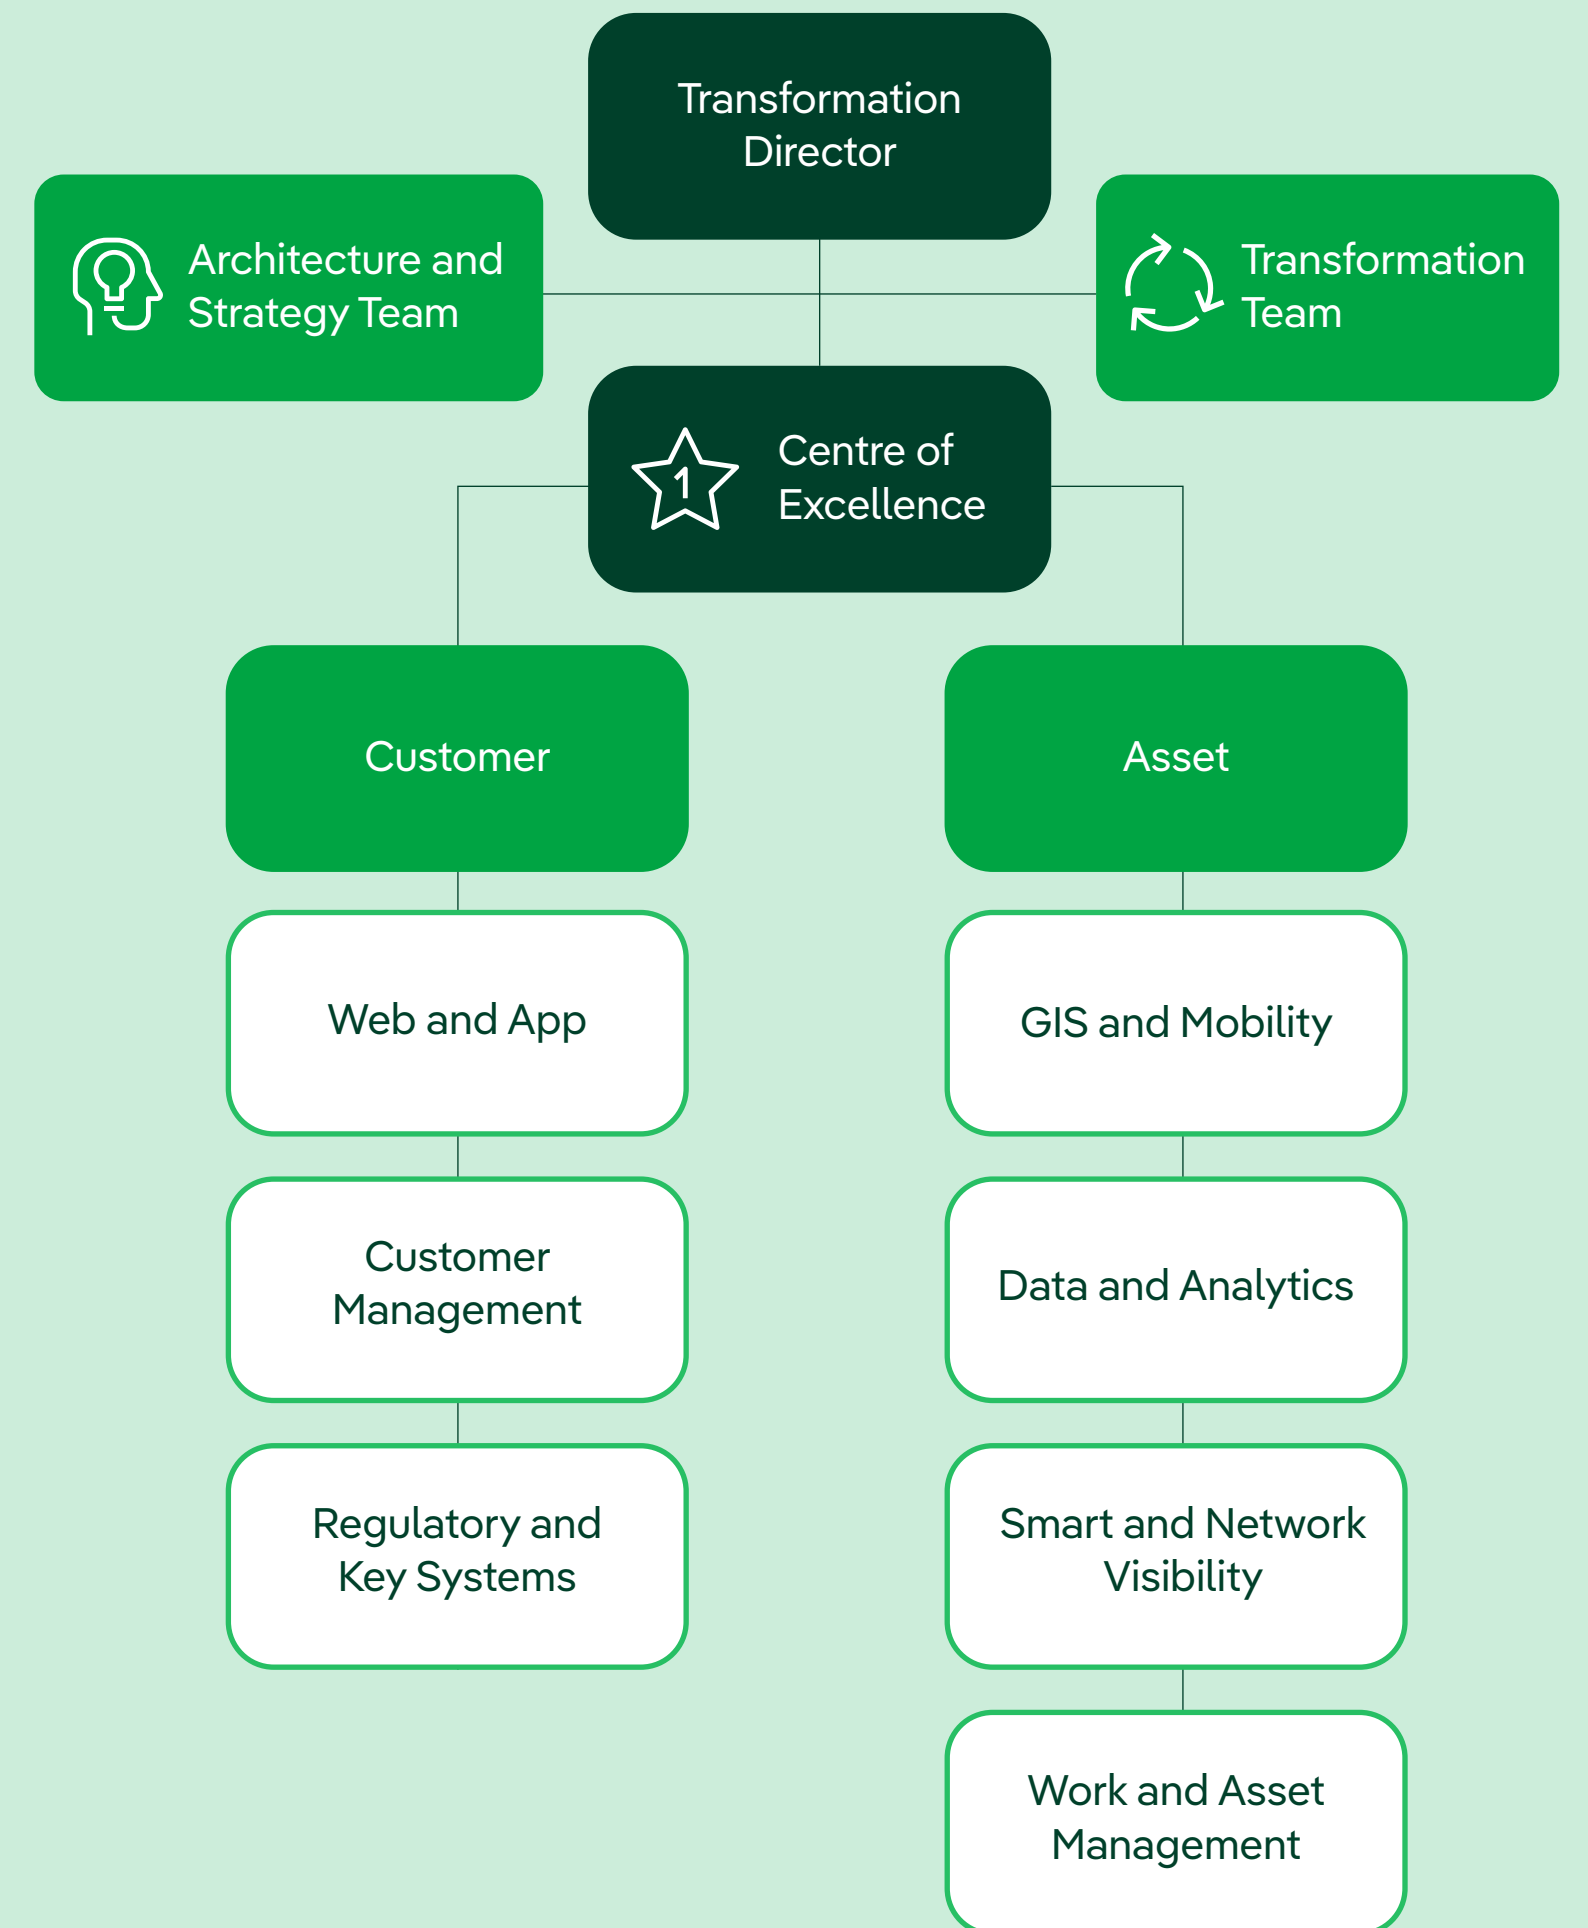 Transformation
Director
Architecture and
Strategy Team
Transformation
Team
1
Centre of
Excellence
Customer
Asset
Web and App
GIS and Mobility
Customer
Management
Data and Analytics
Regulatory and
Key Systems
Smart and Network
Visibility
Work and Asset
Management